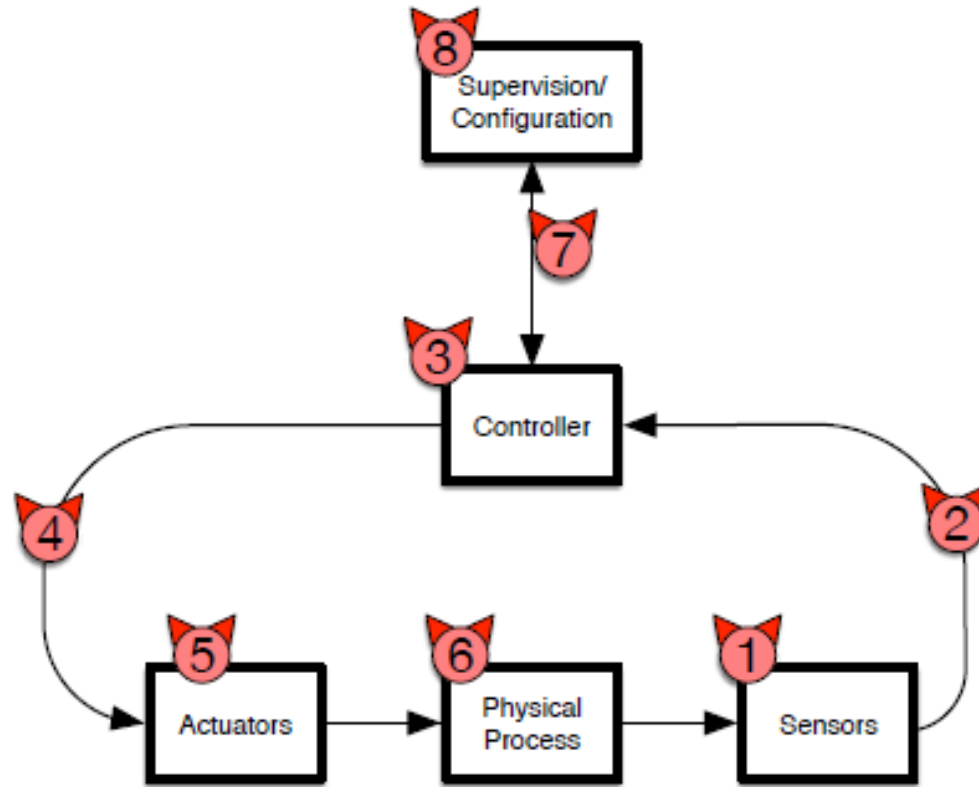 8
Supervision/
Configuration
7
3
Controller
4
2
5
Actuators
6
Physical
Process
1
Sensors